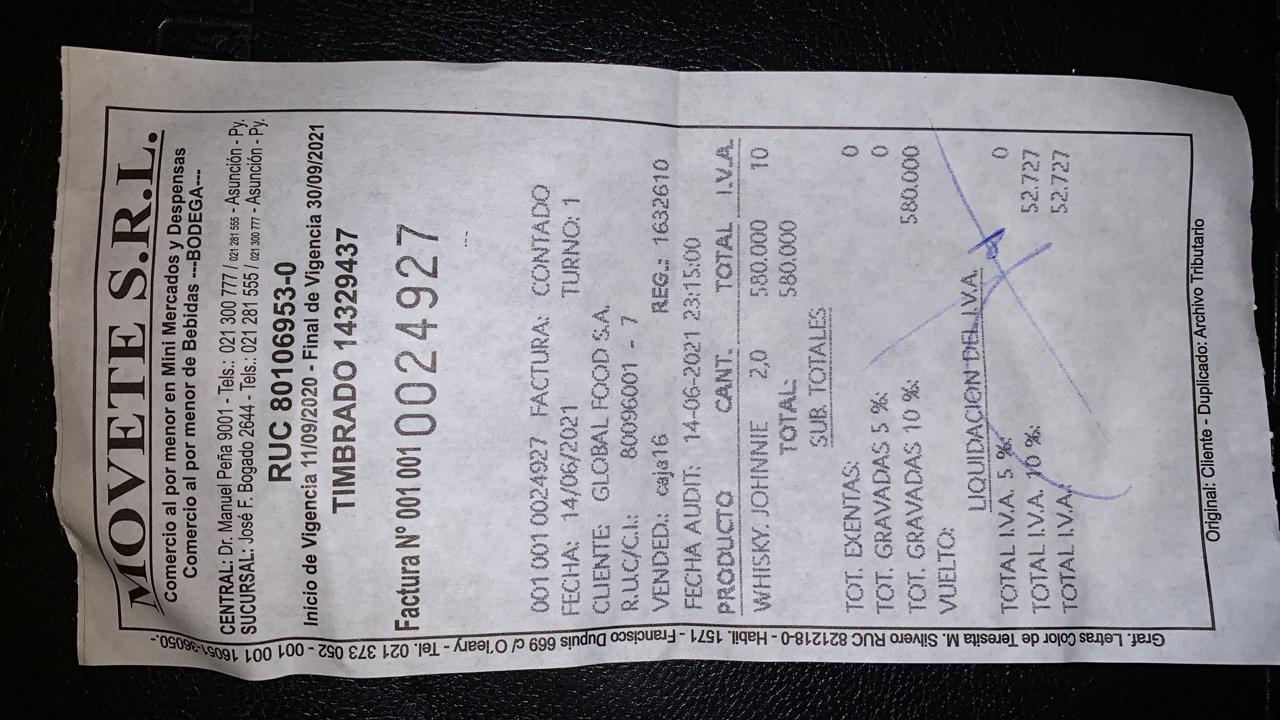 MOVETE S.R.L.
Comercio al por menor en Mini Mercados y Despensas
Comercio al por menor de Bebidas ---BODEGA---
CENTRAL: Dr. Manuel Peña 9001 - Tels.: 021 300 777 / 021 281 555 - Asunción - Py.
SUCURSAL: José F. Bogado 2644 - Tels.: 021 281 555 / 021 300 777 - Asunción - Py.
RUC 80106953-0
Inicio de Vigencia 11/09/2020 - Final de Vigencia 30/09/2021
TIMBRADO 14329437
Factura Nº 001 001 0024927
001 001 0024927 FACTURA: CONTADO
FECHA: 14/06/2021 TURNO: 1
CLIENTE: GLOBAL FOOD S.A.
R.U.C/C.I.: 80096001 - 7
VENDED.: caja16 REG.: 1632610
FECHA AUDIT: 14-06-2021 23:15:00
PRODUCTO CANT. TOTAL I.V.A.
WHISKY. JOHNNIE 2,0 580.000 10
TOTAL: 580.000
SUB. TOTALES
TOT. EXENTAS: 0
TOT. GRAVADAS 5 %: 0
TOT. GRAVADAS 10 %: 580.000
VUELTO:
LIQUIDACION DEL I.V.A.
TOTAL I.V.A. 5 %: 0
TOTAL I.V.A. 10 %: 52.727
TOTAL I.V.A. 52.727
Original: Cliente - Duplicado: Archivo Tributario
Graf. Letras Color de Teresita M. Silvero RUC 821218-0 - Habil. 1571 - Francisco Dupuis 669 c/ O'leary - Tel. 021 373 052 - 001 001 16051-36050.-